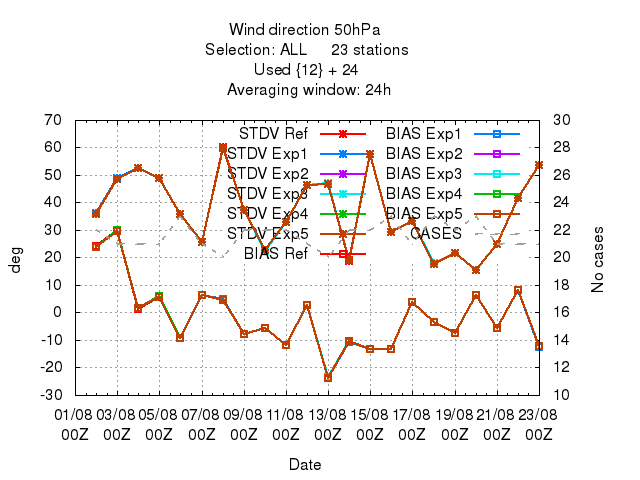 Wind direction 50hPa
Selection: ALL 23 stations
Used {12} + 24
Averaging window: 24h
70 30
60 28
50 26
40 24
30 22
20 20
10 18
0 16
-10 14
-20 12
-30 10
deg
No cases
STDV Ref BIAS Exp1
STDV Exp1 BIAS Exp2
STDV Exp2 BIAS Exp3
STDV Exp3 BIAS Exp4
STDV Exp4 BIAS Exp5
STDV Exp5 CASES
BIAS Ref
01/08 03/08 05/08 07/08 09/08 11/08 13/08 15/08 17/08 19/08 21/08 23/08
00Z 00Z 00Z 00Z 00Z 00Z 00Z 00Z 00Z 00Z 00Z 00Z
Date